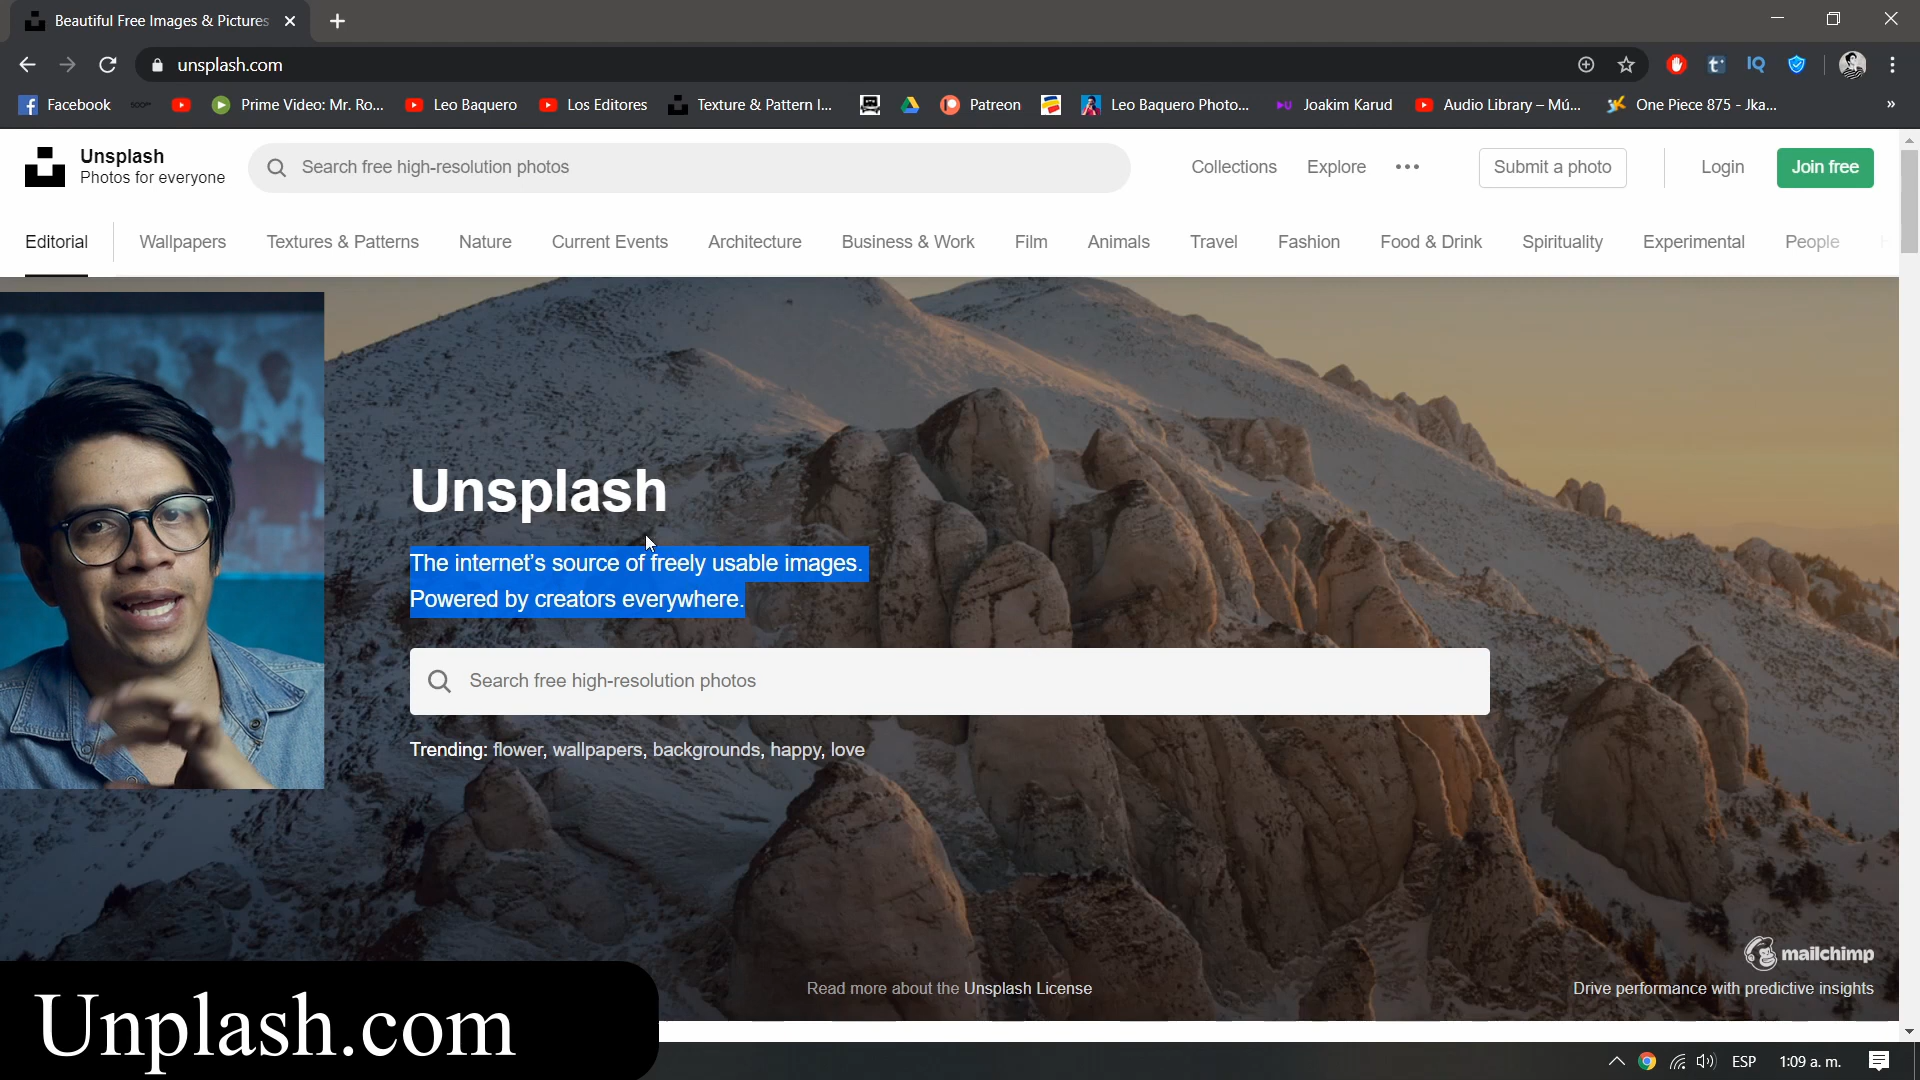 Beautiful Free Images & Pictures
unsplash.com
Facebook
Prime Video: Mr. Ro...
Leo Baquero
Los Editores
Texture & Pattern I...
Patreon
Leo Baquero Photo...
Joakim Karud
Audio Library – Mú...
One Piece 875 - Jka...
»
Unsplash
Photos for everyone
Search free high-resolution photos
Collections
Explore
Submit a photo
Login
Join free
Editorial
Wallpapers
Textures & Patterns
Nature
Current Events
Architecture
Business & Work
Film
Animals
Travel
Fashion
Food & Drink
Spirituality
Experimental
People
Unsplash
The internet's source of freely usable images.
Powered by creators everywhere.
Search free high-resolution photos
Trending: flower, wallpapers, backgrounds, happy, love
mailchimp
Read more about the Unsplash License
Drive performance with predictive insights
Unplash.com
ESP
1:09 a. m.